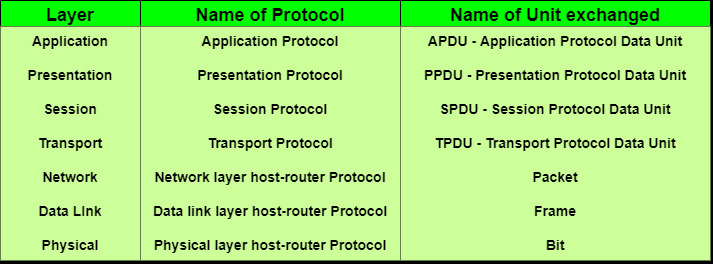 Layer Name of Protocol Name of Unit exchanged
Application Application Protocol APDU - Application Protocol Data Unit
Presentation Presentation Protocol PPDU - Presentation Protocol Data Unit
Session Session Protocol SPDU - Session Protocol Data Unit
Transport Transport Protocol TPDU - Transport Protocol Data Unit
Network Network layer host-router Protocol Packet
Data LInk Data link layer host-router Protocol Frame
Physical Physical layer host-router Protocol Bit